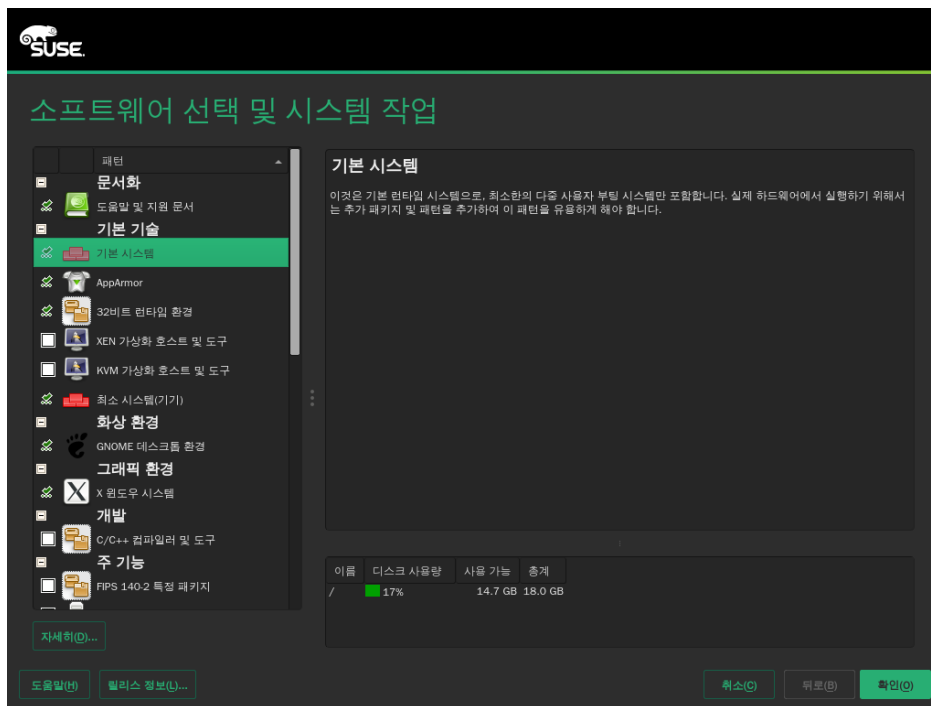 SUSE.
소프트웨어 선택 및 시스템 작업
패턴
문서화
도움말 및 지원 문서
기본 기술
기본 시스템
AppArmor
32비트 런타임 환경
XEN 가상화 호스트 및 도구
KVM 가상화 호스트 및 도구
최소 시스템(기기)
화상 환경
GNOME 데스크톱 환경
그래픽 환경
X 윈도우 시스템
개발
C/C++ 컴파일러 및 도구
주 기능
FIPS 140-2 특정 패키지
자세히(D)...
기본 시스템
이것은 기본 런타임 시스템으로, 최소한의 다중 사용자 부팅 시스템만 포함합니다. 실제 하드웨어에서 실행하기 위해서
는 추가 패키지 및 패턴을 추가하여 이 패턴을 유용하게 해야 합니다.
이름 디스크 사용량 사용 가능 총계
/ 17% 14.7 GB 18.0 GB
도움말(H) 릴리스 정보(L)... 취소(C) 뒤로(B) 확인(O)